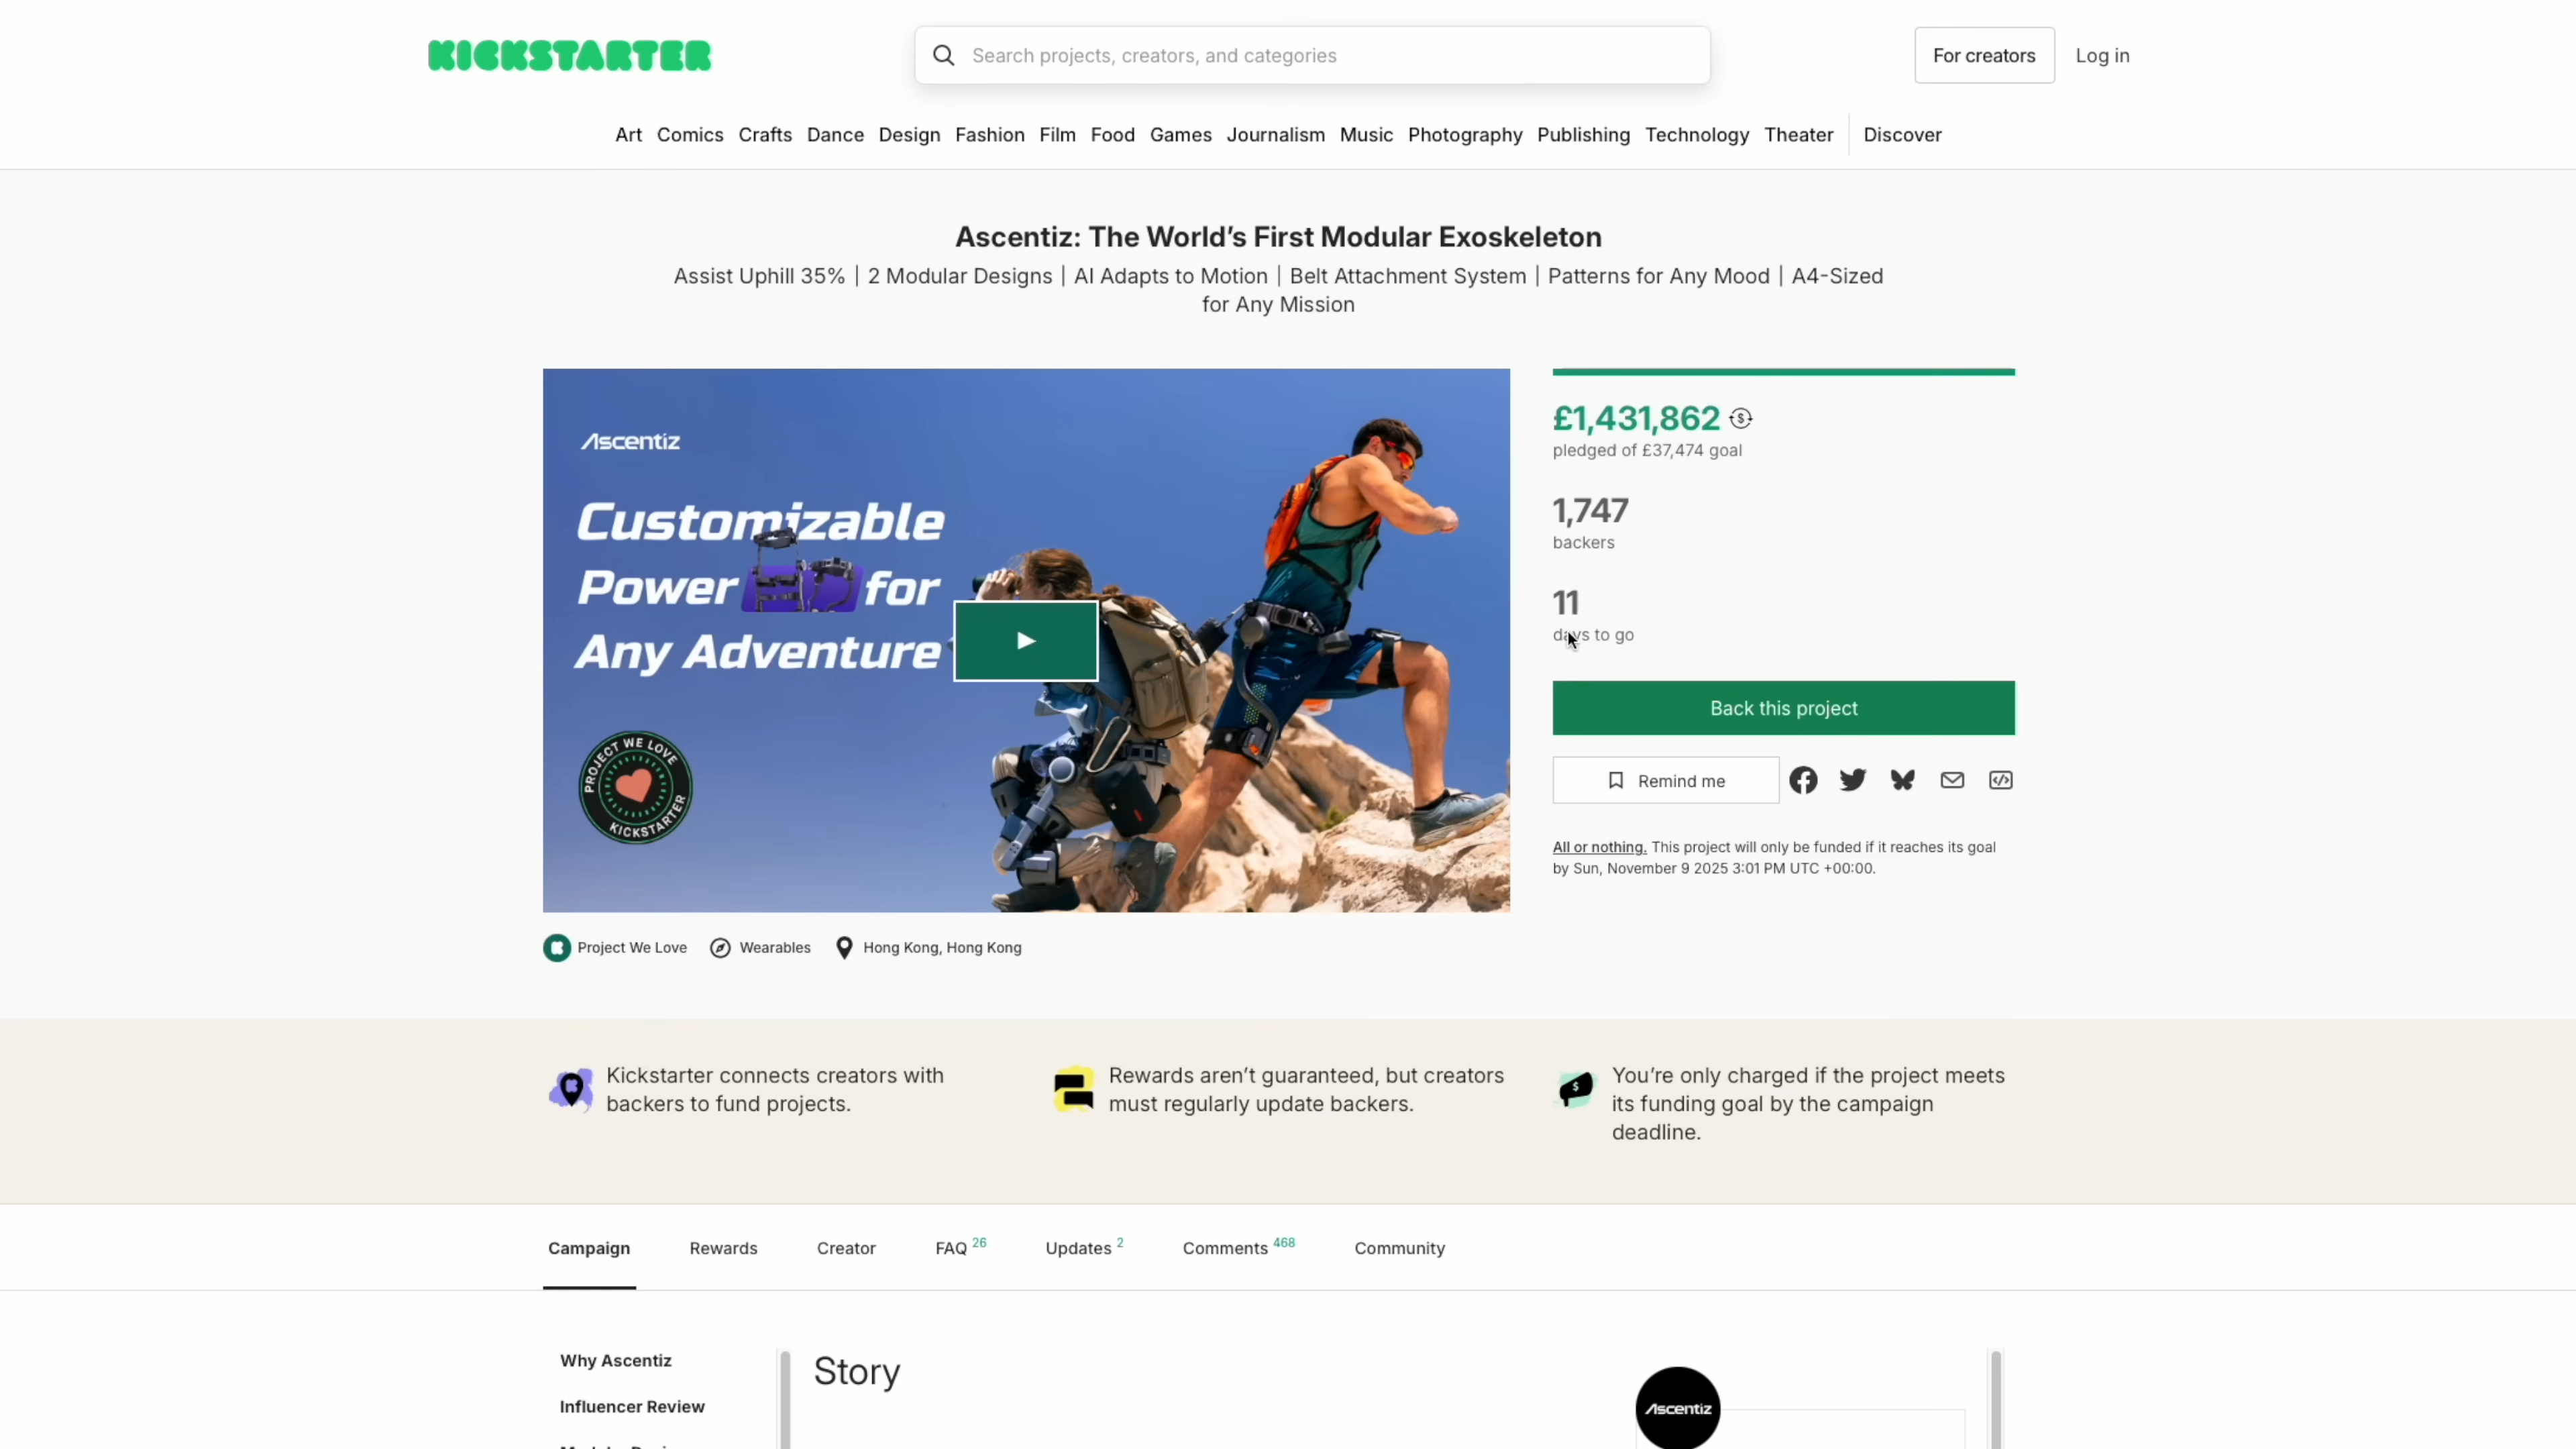 KICKSTARTER
Search projects, creators, and categories
For creators
Log in
Art Comics Crafts Dance Design Fashion Film Food Games Journalism Music Photography Publishing Technology Theater Discover
Ascentiz: The World’s First Modular Exoskeleton
Assist Uphill 35% | 2 Modular Designs | AI Adapts to Motion | Belt Attachment System | Patterns for Any Mood | A4-Sized
for Any Mission
Ascentiz
Customizable
Power for
Any Adventure
PROJECT WE LOVE
KICKSTARTER
£1,431,862
pledged of £37,474 goal
1,747
backers
11
days to go
Back this project
Remind me
All or nothing. This project will only be funded if it reaches its goal
by Sun, November 9 2025 3:01 PM UTC +00:00.
Project We Love Wearables Hong Kong, Hong Kong
Kickstarter connects creators with
backers to fund projects.
Rewards aren’t guaranteed, but creators
must regularly update backers.
You’re only charged if the project meets
its funding goal by the campaign
deadline.
Campaign Rewards Creator FAQ 26 Updates 2 Comments 468 Community
Why Ascentiz
Influencer Review
Story
Ascentiz